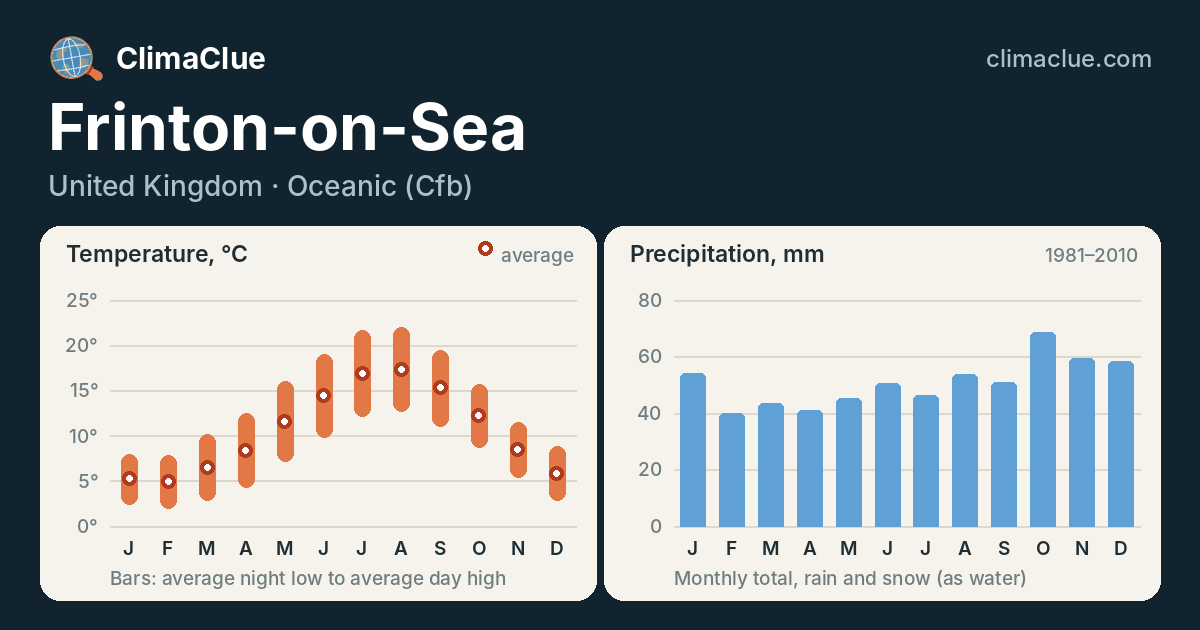 ClimaClue
climaclue.com
Frinton-on-Sea
United Kingdom · Oceanic (Cfb)
Temperature, °C
average
25°
20°
15°
10°
5°
0°
J F M A M J J A S O N D
Bars: average night low to average day high
Precipitation, mm
1981–2010
80
60
40
20
0
J F M A M J J A S O N D
Monthly total, rain and snow (as water)